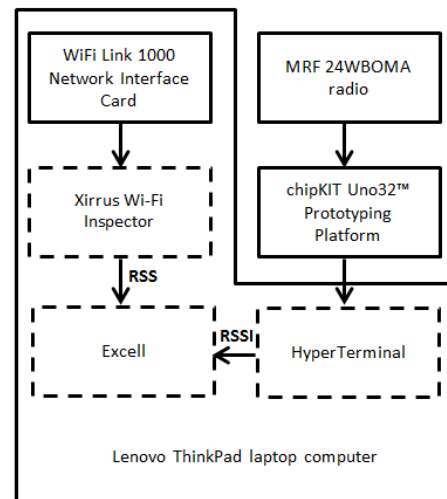 WiFi Link 1000
Network Interface
Card
MRF 24WBOMA
radio
Xirrus Wi-Fi
Inspector
chipKIT Uno32™
Prototyping
Platform
RSS
Excell
RSSI
HyperTerminal
Lenovo ThinkPad laptop computer